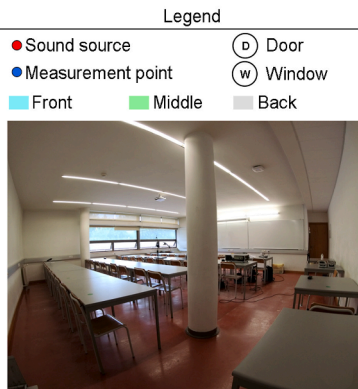 Legend
Sound source
D Door
Measurement point
W Window
Front
Middle
Back